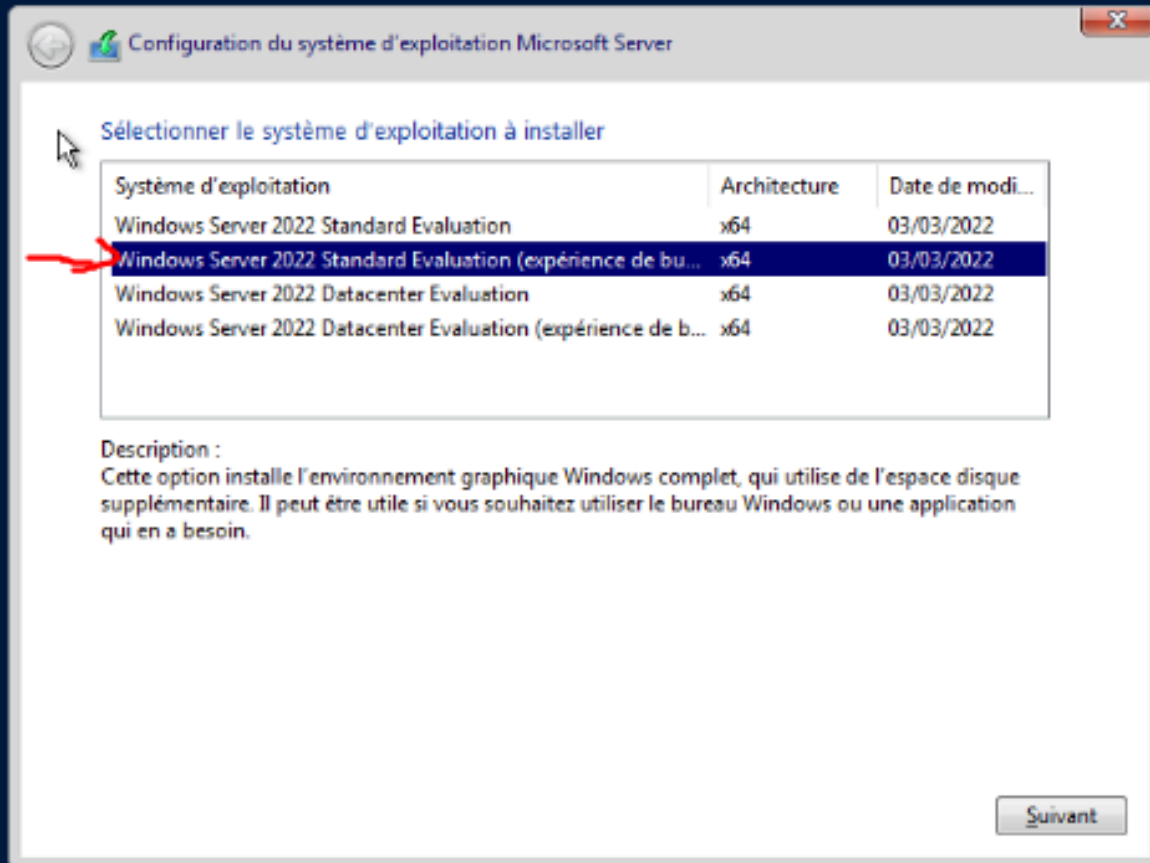 Configuration du système d'exploitation Microsoft Server
Sélectionner le système d'exploitation à installer
Système d'exploitation Architecture Date de modi...
Windows Server 2022 Standard Evaluation x64 03/03/2022
Windows Server 2022 Standard Evaluation (expérience de bu... x64 03/03/2022
Windows Server 2022 Datacenter Evaluation x64 03/03/2022
Windows Server 2022 Datacenter Evaluation (expérience de b... x64 03/03/2022
Description :
Cette option installe l'environnement graphique Windows complet, qui utilise de l'espace disque
supplémentaire. Il peut être utile si vous souhaitez utiliser le bureau Windows ou une application
qui en a besoin.
Suivant